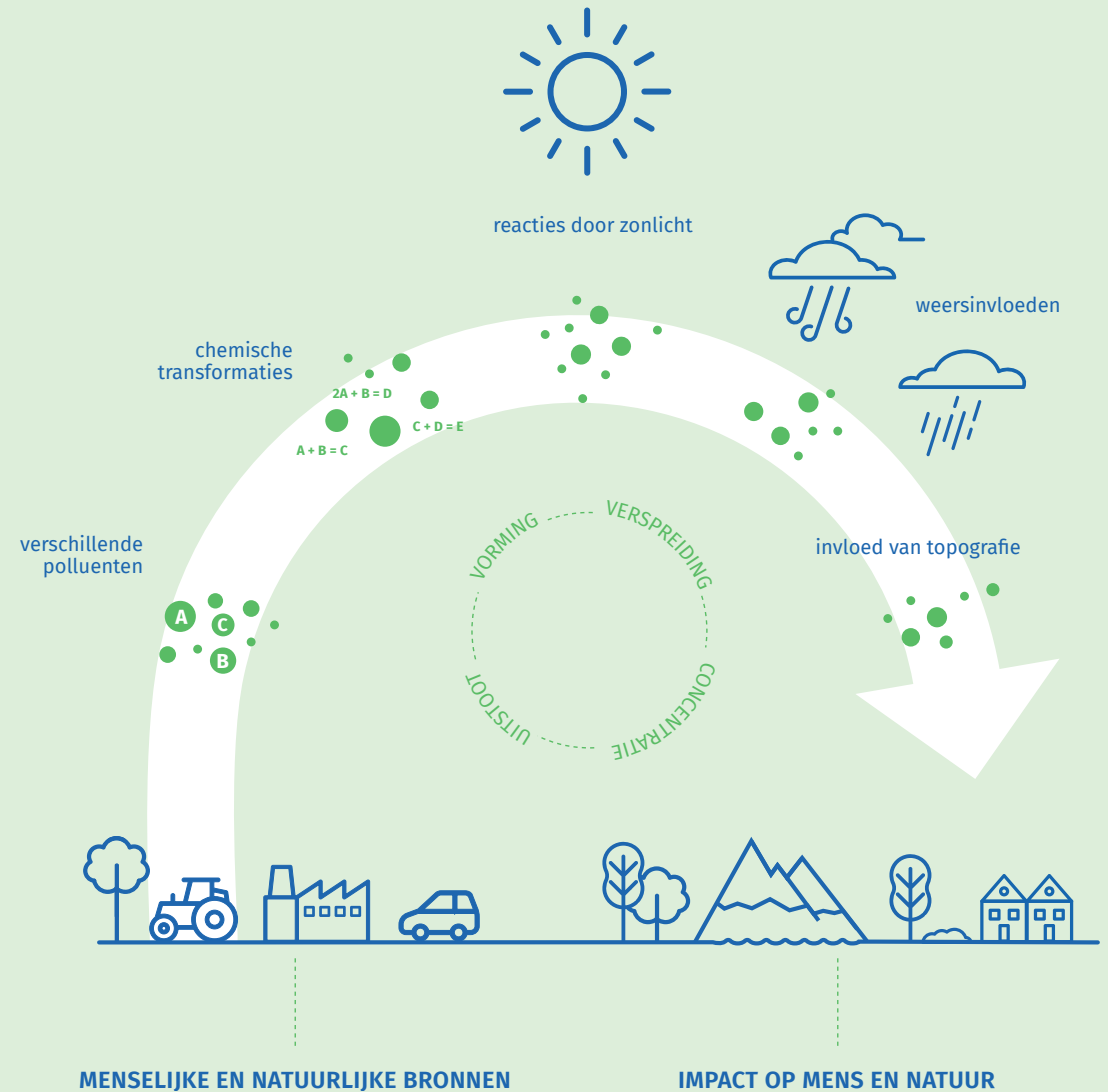 reacties door zonlicht
weersinvloeden
chemische
transformaties
2A + B = D
C + D = E
A + B = C
verschillende
polluenten
invloed van topografie
A
C
B
UITSTOOT
VORMING
VERSPREIDING
CONCENTRATIE
MENSELIJKE EN NATUURLIJKE BRONNEN
IMPACT OP MENS EN NATUUR